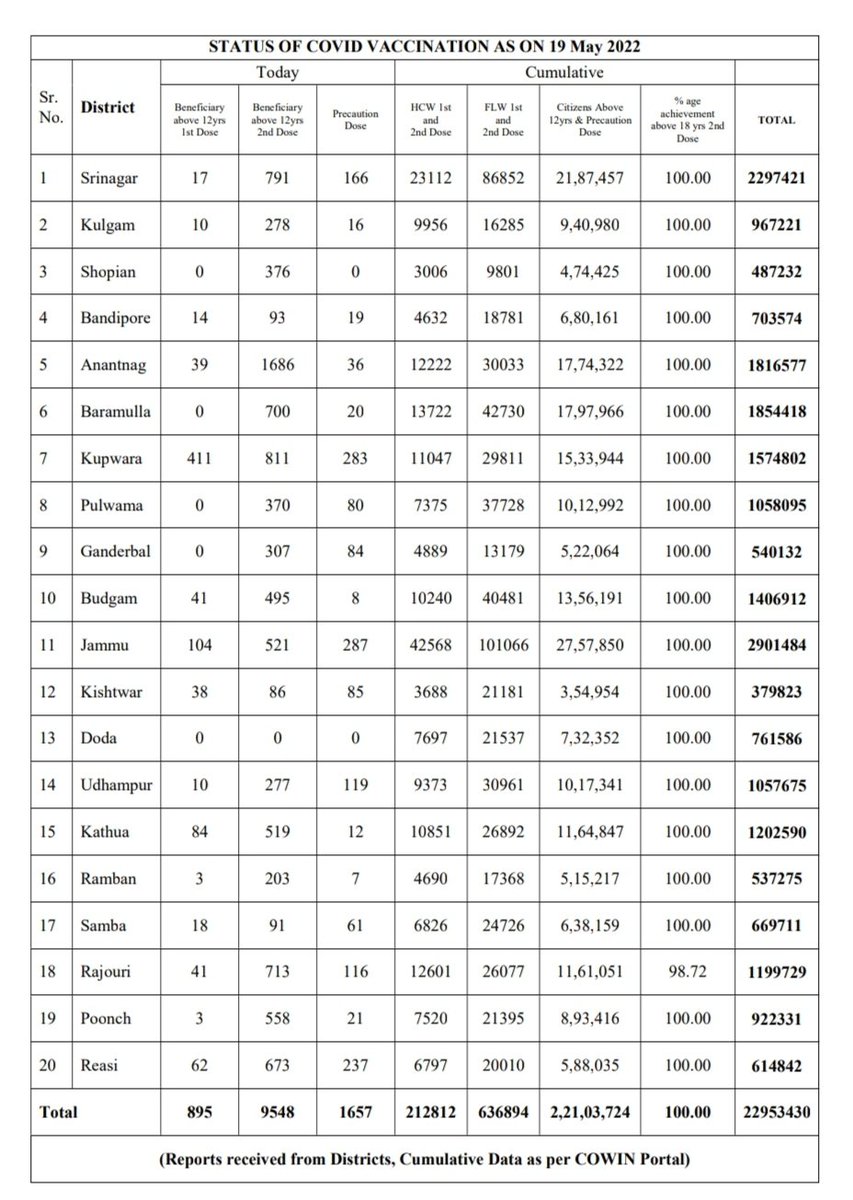 STATUS OF COVID VACCINATION AS ON 19 May 2022
Sr. No. District Today Cumulative
Beneficiary above 12yrs 1st Dose Beneficiary above 12yrs 2nd Dose Precaution Dose HCW 1st and 2nd Dose FLW 1st and 2nd Dose Citizens Above 12yrs & Precaution Dose % age achievement above 18 yrs 2nd Dose TOTAL
1 Srinagar 17 791 166 23112 86852 21,87,457 100.00 2297421
2 Kulgam 10 278 16 9956 16285 9,40,980 100.00 967221
3 Shopian 0 376 0 3006 9801 4,74,425 100.00 487232
4 Bandipore 14 93 19 4632 18781 6,80,161 100.00 703574
5 Anantnag 39 1686 36 12222 30033 17,74,322 100.00 1816577
6 Baramulla 0 700 20 13722 42730 17,97,966 100.00 1854418
7 Kupwara 411 811 283 11047 29811 15,33,944 100.00 1574802
8 Pulwama 0 370 80 7375 37728 10,12,992 100.00 1058095
9 Ganderbal 0 307 84 4889 13179 5,22,064 100.00 540132
10 Budgam 41 495 8 10240 40481 13,56,191 100.00 1406912
11 Jammu 104 521 287 42568 101066 27,57,850 100.00 2901484
12 Kishtwar 38 86 85 3688 21181 3,54,954 100.00 379823
13 Doda 0 0 0 7697 21537 7,32,352 100.00 761586
14 Udhampur 10 277 119 9373 30961 10,17,341 100.00 1057675
15 Kathua 84 519 12 10851 26892 11,64,847 100.00 1202590
16 Ramban 3 203 7 4690 17368 5,15,217 100.00 537275
17 Samba 18 91 61 6826 24726 6,38,159 100.00 669711
18 Rajouri 41 713 116 12601 26077 11,61,051 98.72 1199729
19 Poonch 3 558 21 7520 21395 8,93,416 100.00 922331
20 Reasi 62 673 237 6797 20010 5,88,035 100.00 614842
Total 895 9548 1657 212812 636894 2,21,03,724 100.00 22953430
(Reports received from Districts, Cumulative Data as per COWIN Portal)